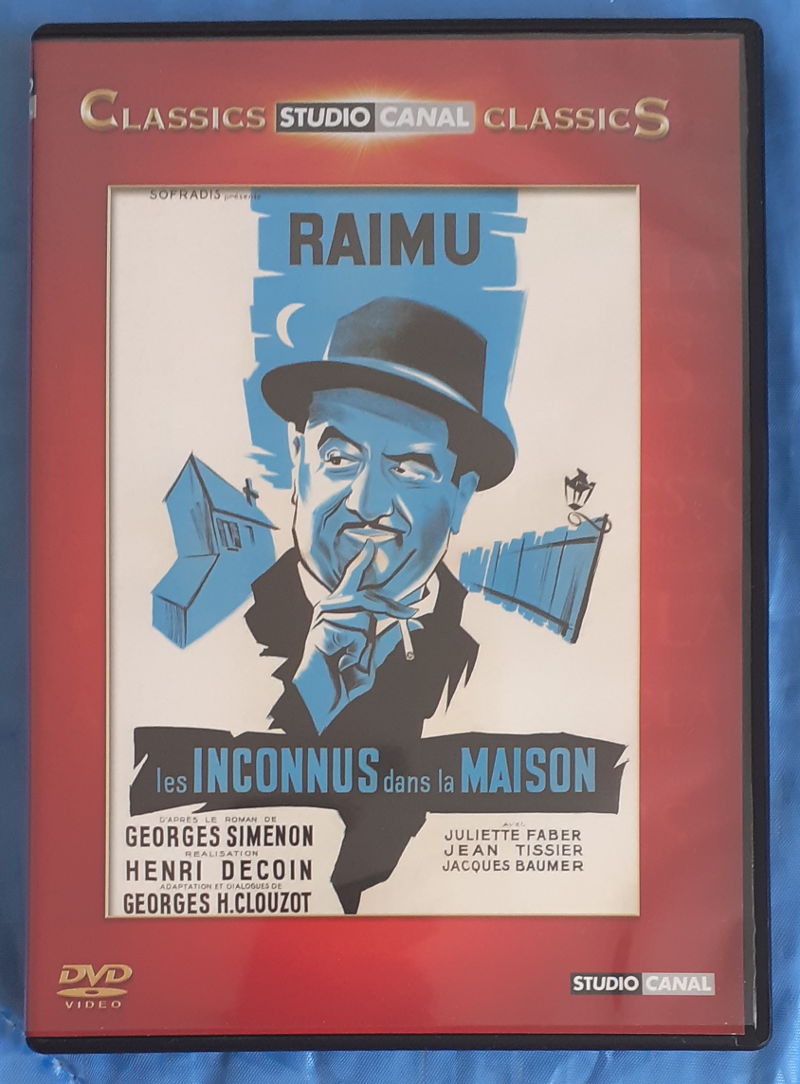 CLASSICS STUDIO CANAL CLASSICS
SOFRADIS présente
RAIMU
les INCONNUS dans la MAISON
D'APRÈS LE ROMAN DE
GEORGES SIMENON
RÉALISATION
HENRI DECOIN
ADAPTATION ET DIALOGUES DE
GEORGES H.CLOUZOT
AVEC
JULIETTE FABER
JEAN TISSIER
JACQUES BAUMER
DVD
VIDEO
STUDIO CANAL